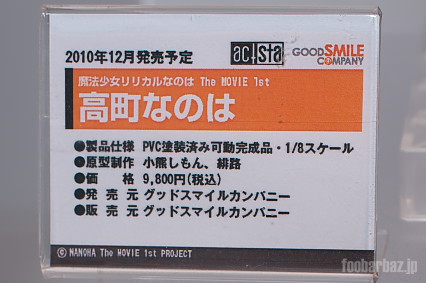 2010年12月発売予定
act!sta
GOODSMILE COMPANY
魔法少女リリカルなのは The MOVIE 1st
高町なのは
●製品仕様 PVC塗装済み可動完成品・1/8スケール
●原型制作 小熊しもん、緋路
●価 格 9,800円(税込)
●発 売 元 グッドスマイルカンパニー
●販 売 元 グッドスマイルカンパニー
© NANOHA The MOVIE 1st PROJECT
foobarbaz.jp